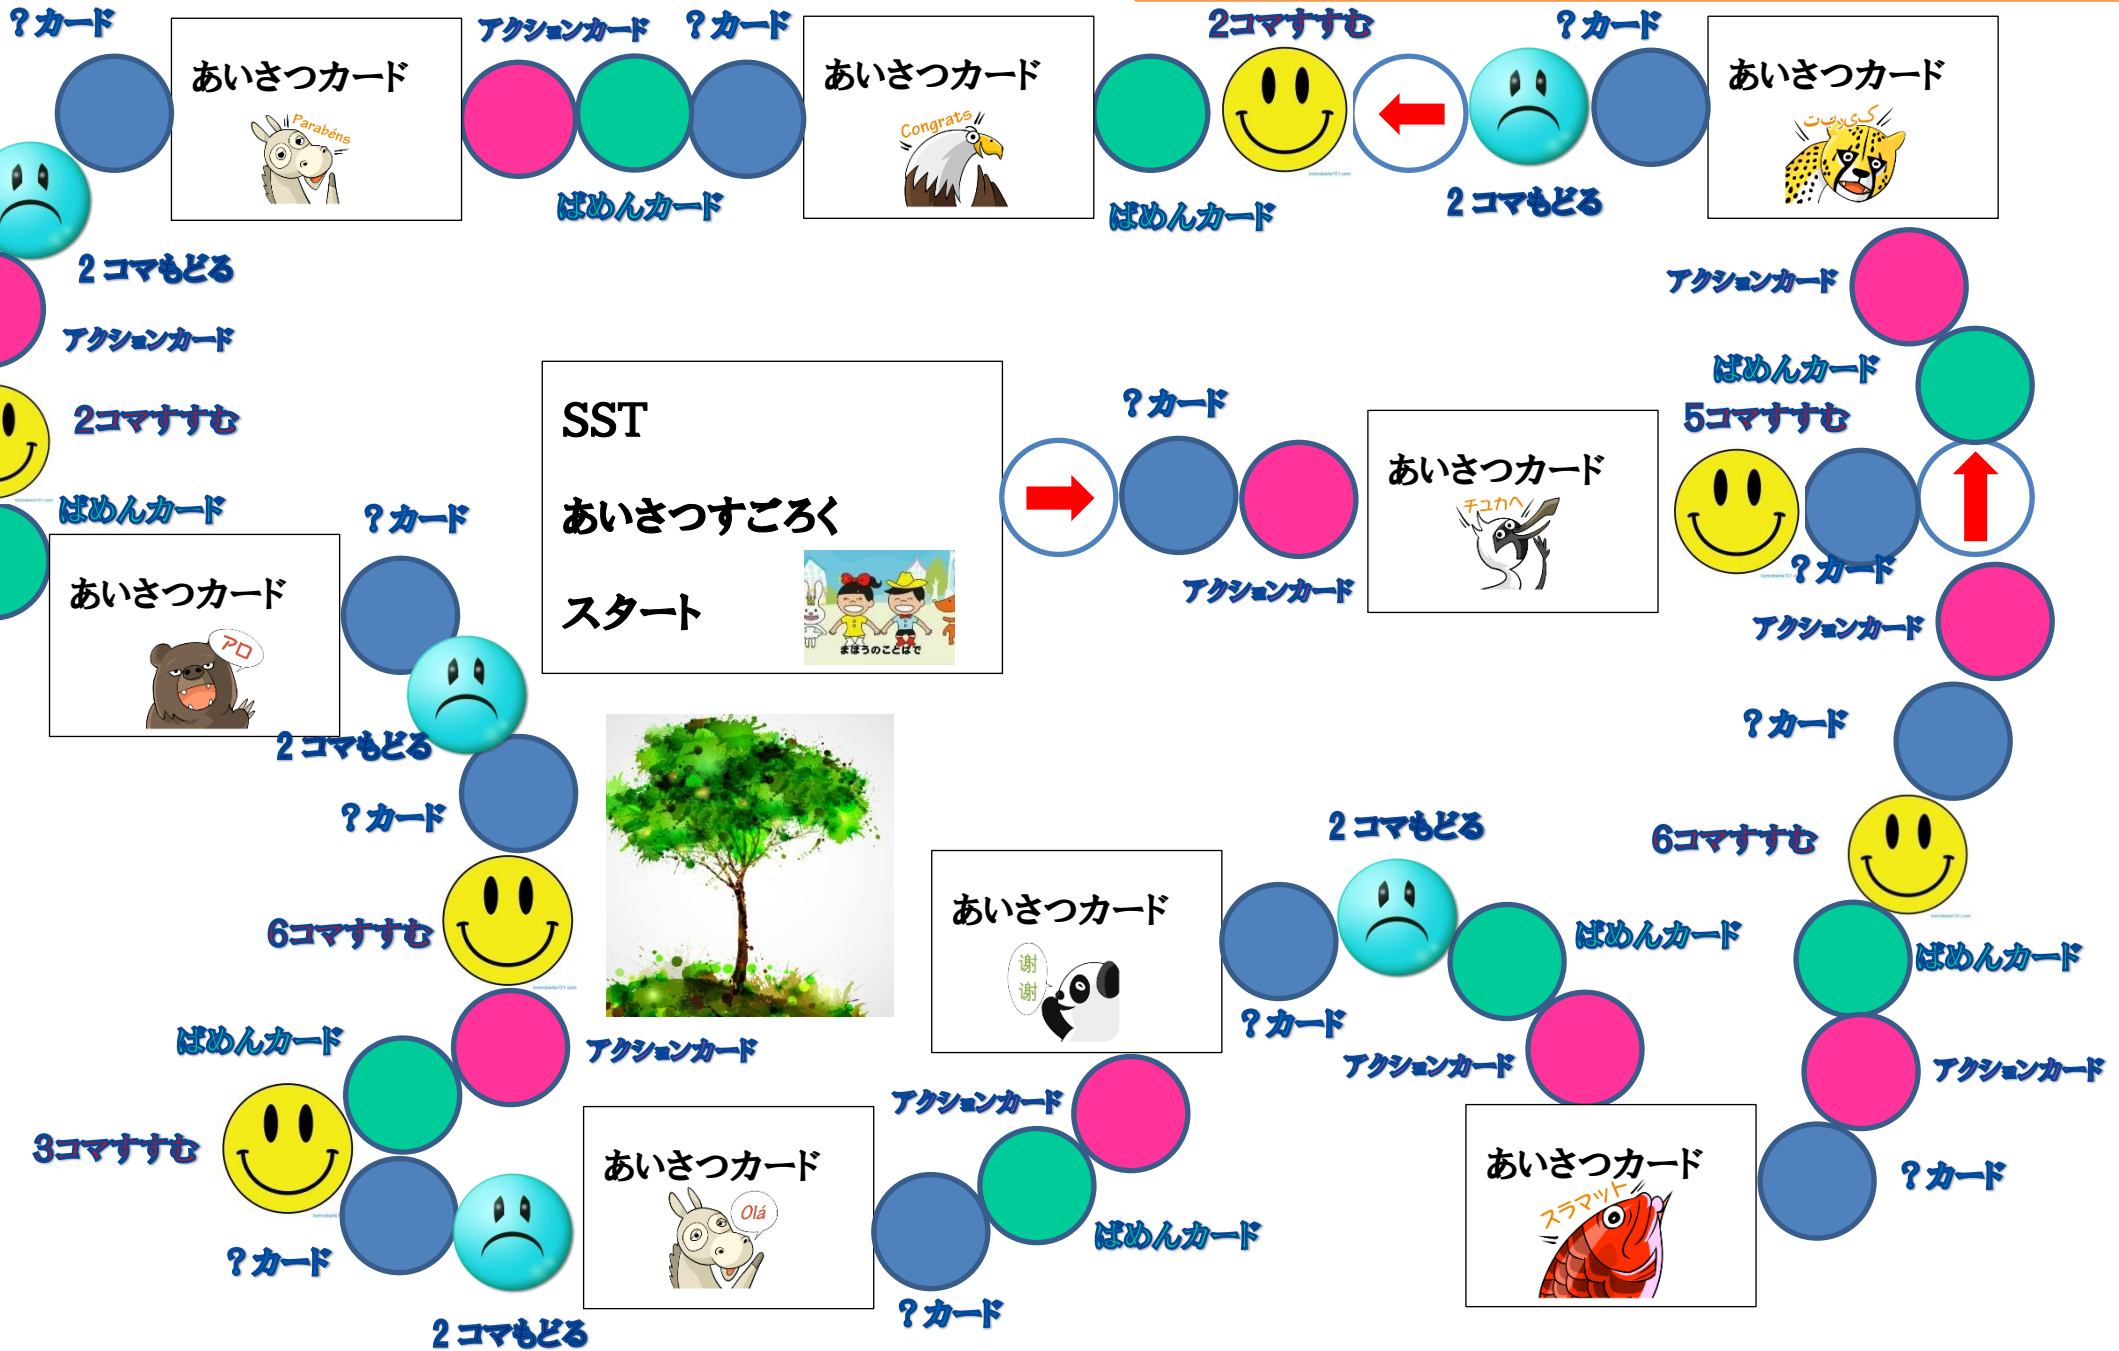 ?カード
アクションカード
?カード
2コマすすむ
?カード
あいさつカード
Parabéns
あいさつカード
Congrats
あいさつカード
ばめんカード
ばめんカード
2コマもどる
2コマもどる
アクションカード
アクションカード
ばめんカード
2コマすすむ
5コマすすむ
SST
あいさつすごろく
スタート
まほうのことばで
?カード
アクションカード
あいさつカード
チュカヘ
?カード
アクションカード
ばめんカード
?カード
あいさつカード
アロ
2コマもどる
?カード
?カード
6コマすすむ
2コマもどる
6コマすすむ
あいさつカード
谢
谢
ばめんカード
ばめんカード
?カード
ばめんカード
アクションカード
アクションカード
アクションカード
アクションカード
3コマすすむ
あいさつカード
Olá
ばめんカード
あいさつカード
スラマット
?カード
?カード
?カード
2コマもどる